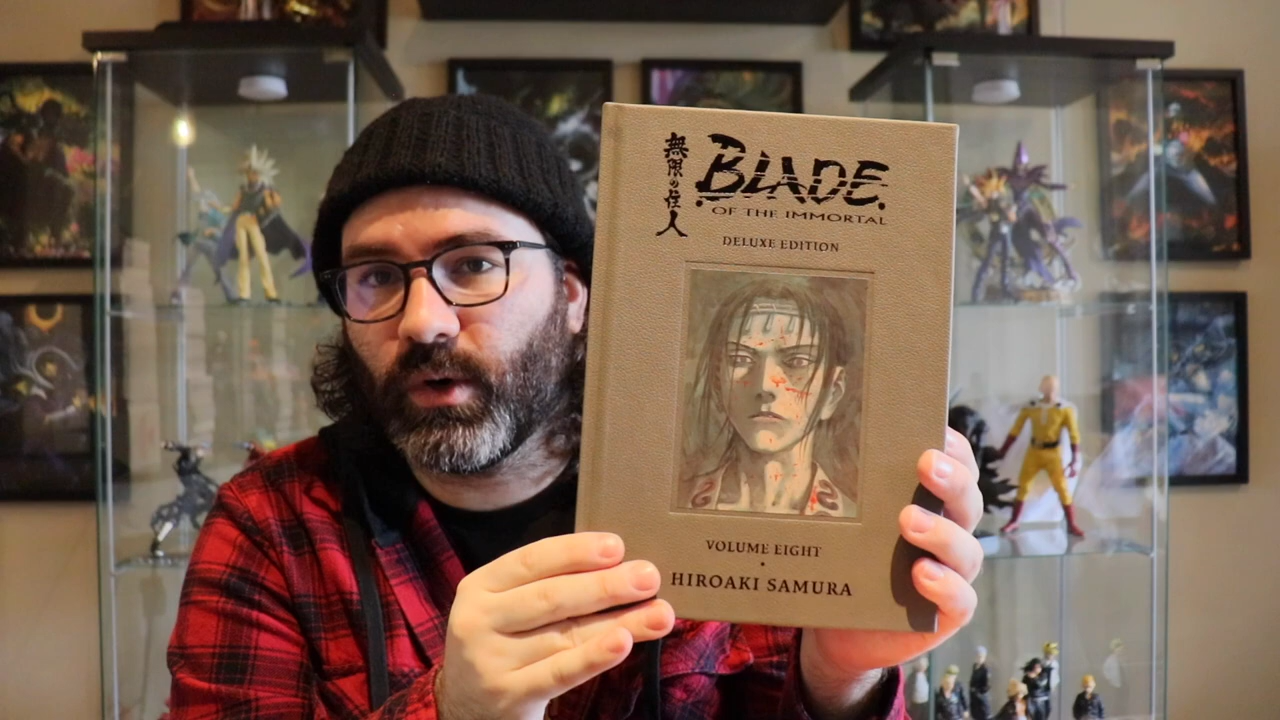 無限の住人
BLADE
OF THE IMMORTAL
DELUXE EDITION
VOLUME EIGHT
HIROAKI SAMURA